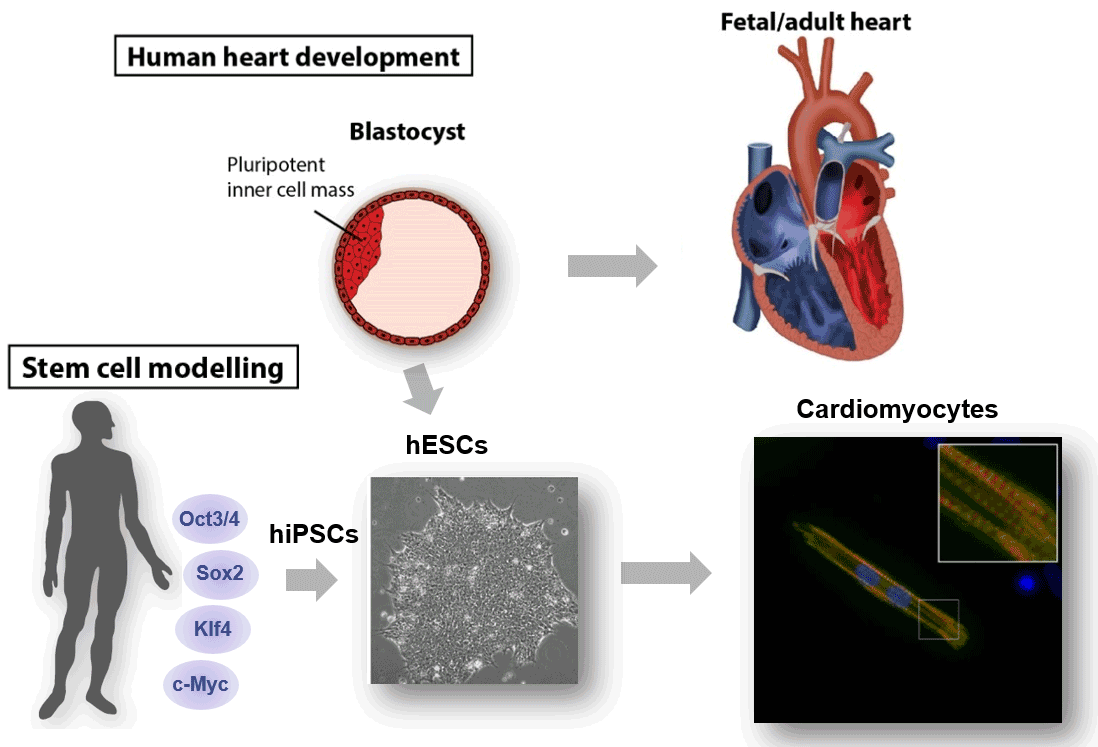 Fetal/adult heart
Human heart development
Blastocyst
Pluripotent
inner cell mass
Stem cell modelling
Cardiomyocytes
hESCs
Oct3/4
hiPSCs
Sox2
Klf4
c-Myc